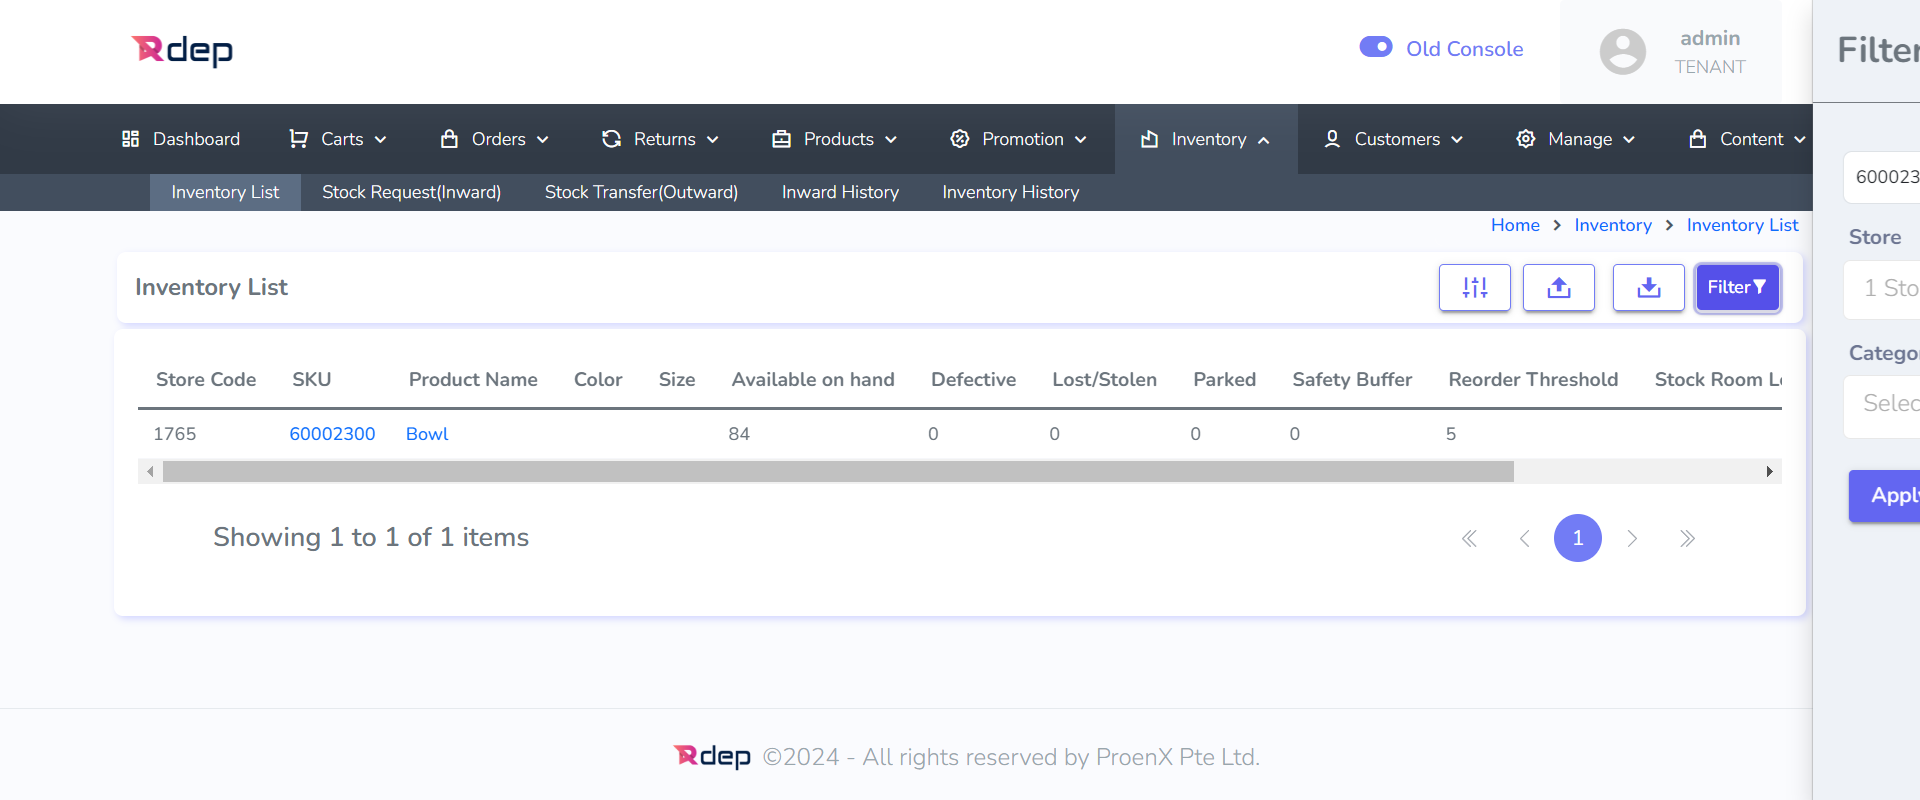 Rdep
Old Console
admin
TENANT
Filter
Dashboard
Carts
Orders
Returns
Products
Promotion
Inventory
Customers
Manage
Content
Inventory List
Stock Request(Inward)
Stock Transfer(Outward)
Inward History
Inventory History
Home > Inventory > Inventory List
Inventory List
Filter
600023
Store
1 Sto
Catego
Selec
Apply
Store Code SKU Product Name Color Size Available on hand Defective Lost/Stolen Parked Safety Buffer Reorder Threshold Stock Room Lo
1765 60002300 Bowl 84 0 0 0 0 5
Showing 1 to 1 of 1 items
1
Rdep ©2024 - All rights reserved by ProenX Pte Ltd.